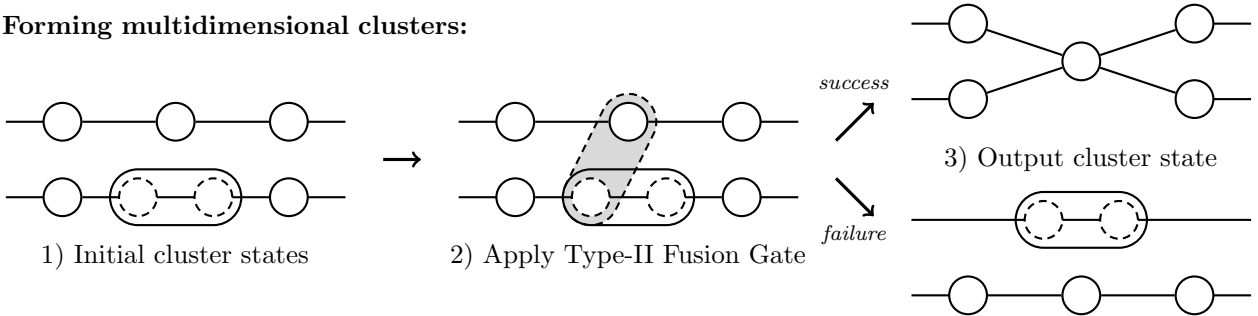 Forming multidimensional clusters:
success
3) Output cluster state
failure
1) Initial cluster states
2) Apply Type-II Fusion Gate